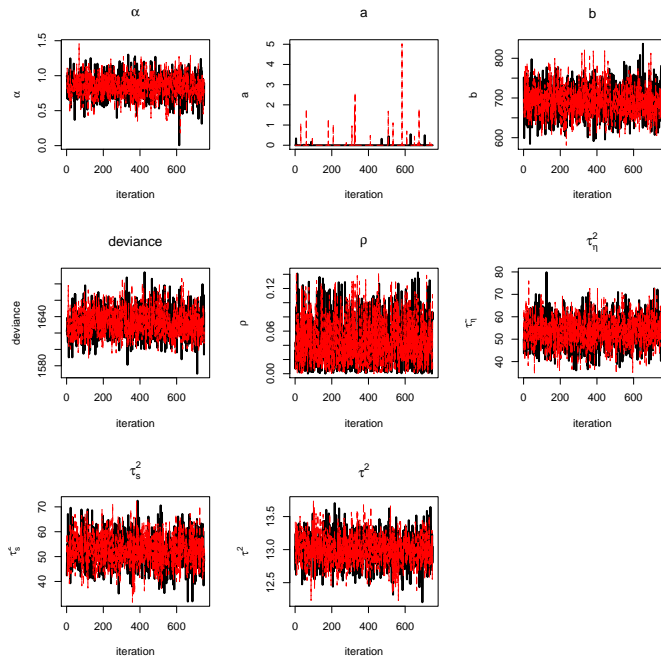 α
a
b
α
0.0 0.5 1.0 1.5
0 200 400 600
iteration
a
0 1 2 3 4 5
0 200 400 600
iteration
b
600 700 800
0 200 400 600
iteration
deviance
ρ
τ²η
deviance
1580 1640
0 200 400 600
iteration
ρ
0.00 0.06 0.12
0 200 400 600
iteration
40 50 60 70 80
0 200 400 600
iteration
τ²s
τ²
40 50 60 70
0 200 400 600
iteration
τ²
12.5 13.0 13.5
0 200 400 600
iteration